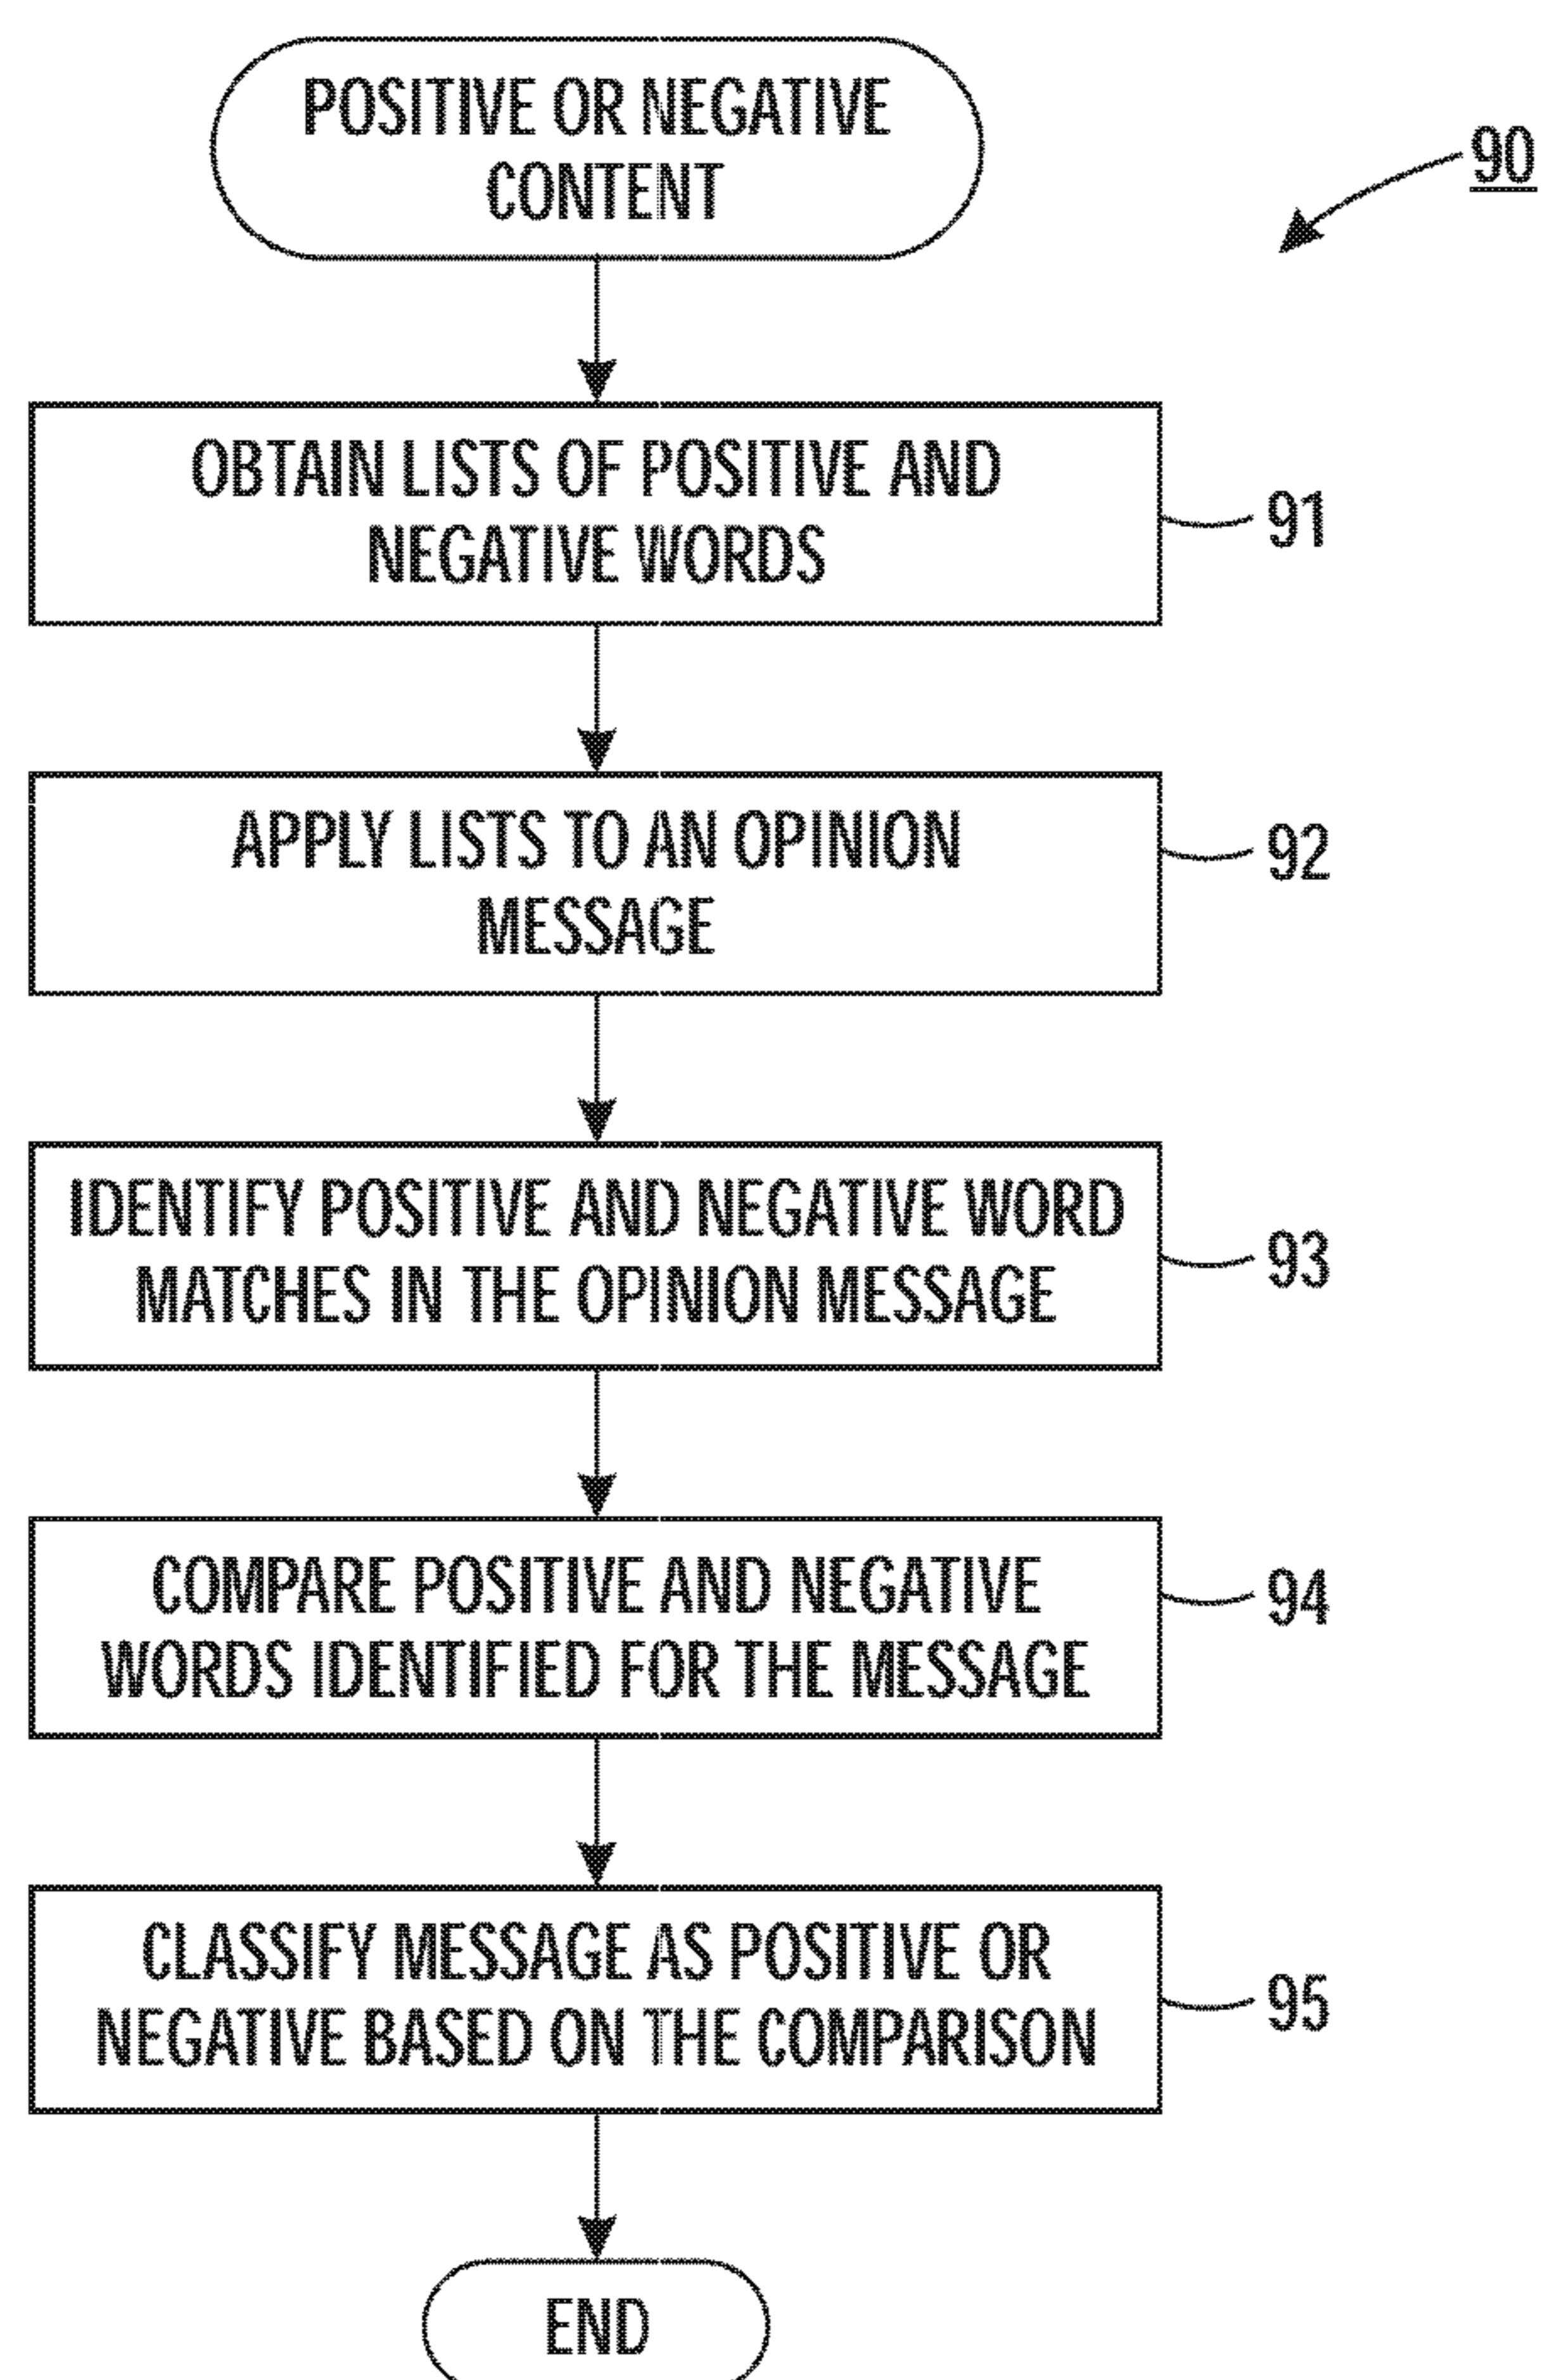 POSITIVE OR NEGATIVE
CONTENT
90
OBTAIN LISTS OF POSITIVE AND
NEGATIVE WORDS
91
APPLY LISTS TO AN OPINION
MESSAGE
92
IDENTIFY POSITIVE AND NEGATIVE WORD
MATCHES IN THE OPINION MESSAGE
93
COMPARE POSITIVE AND NEGATIVE
WORDS IDENTIFIED FOR THE MESSAGE
94
CLASSIFY MESSAGE AS POSITIVE OR
NEGATIVE BASED ON THE COMPARISON
95
END